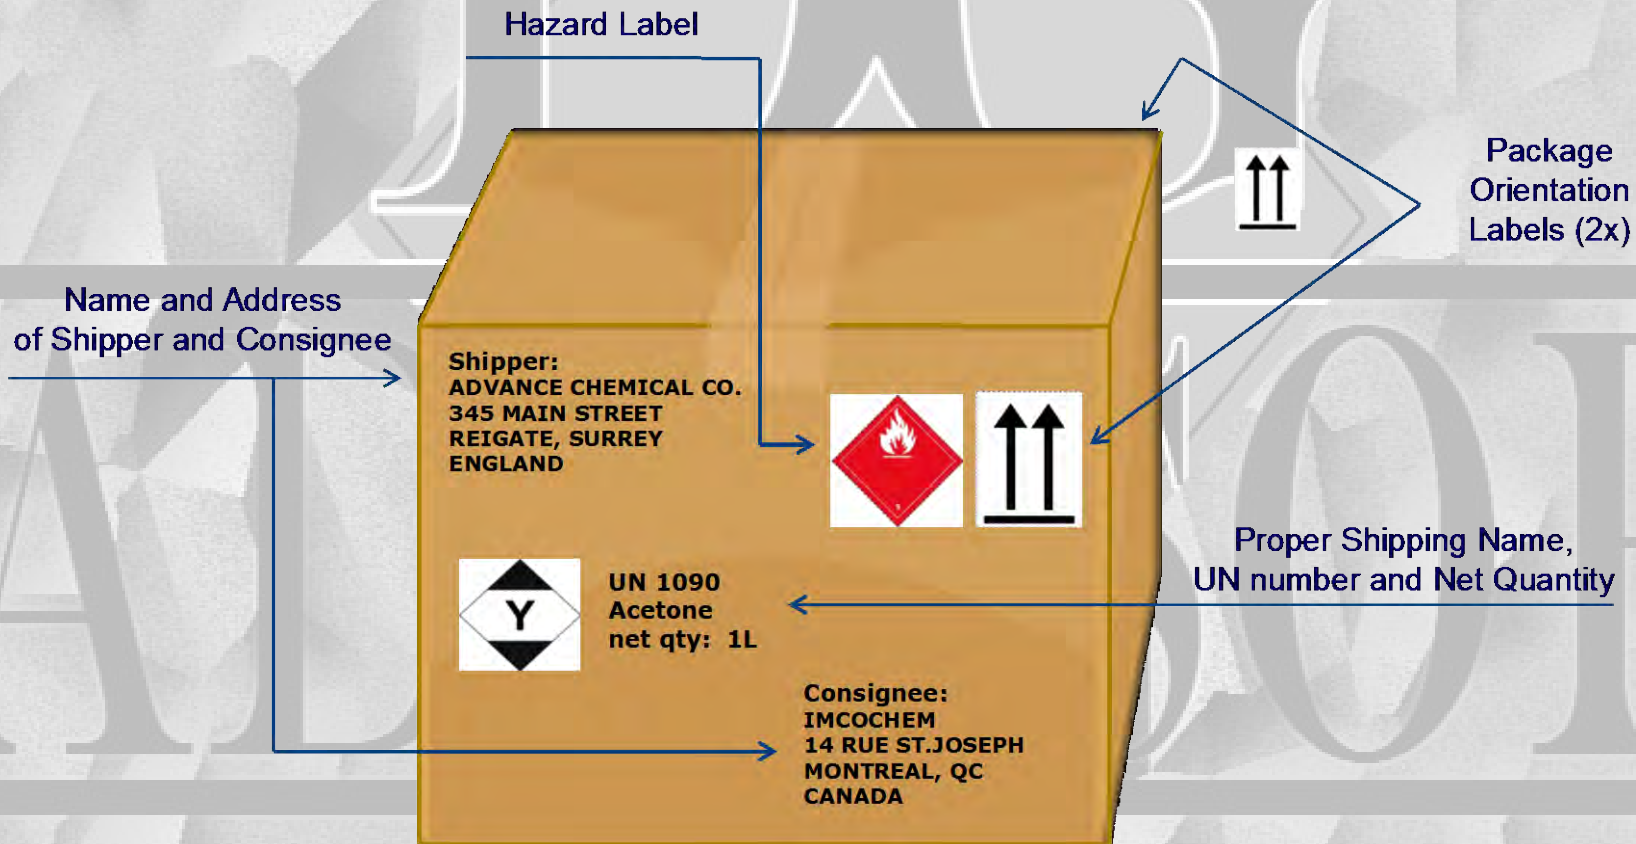 Hazard Label
Package
Orientation
Labels (2x)
Name and Address
of Shipper and Consignee
Shipper:
ADVANCE CHEMICAL CO.
345 MAIN STREET
REIGATE, SURREY
ENGLAND
3
Proper Shipping Name,
UN number and Net Quantity
Y
UN 1090
Acetone
net qty: 1L
Consignee:
IMCOCHEM
14 RUE ST.JOSEPH
MONTREAL, QC
CANADA